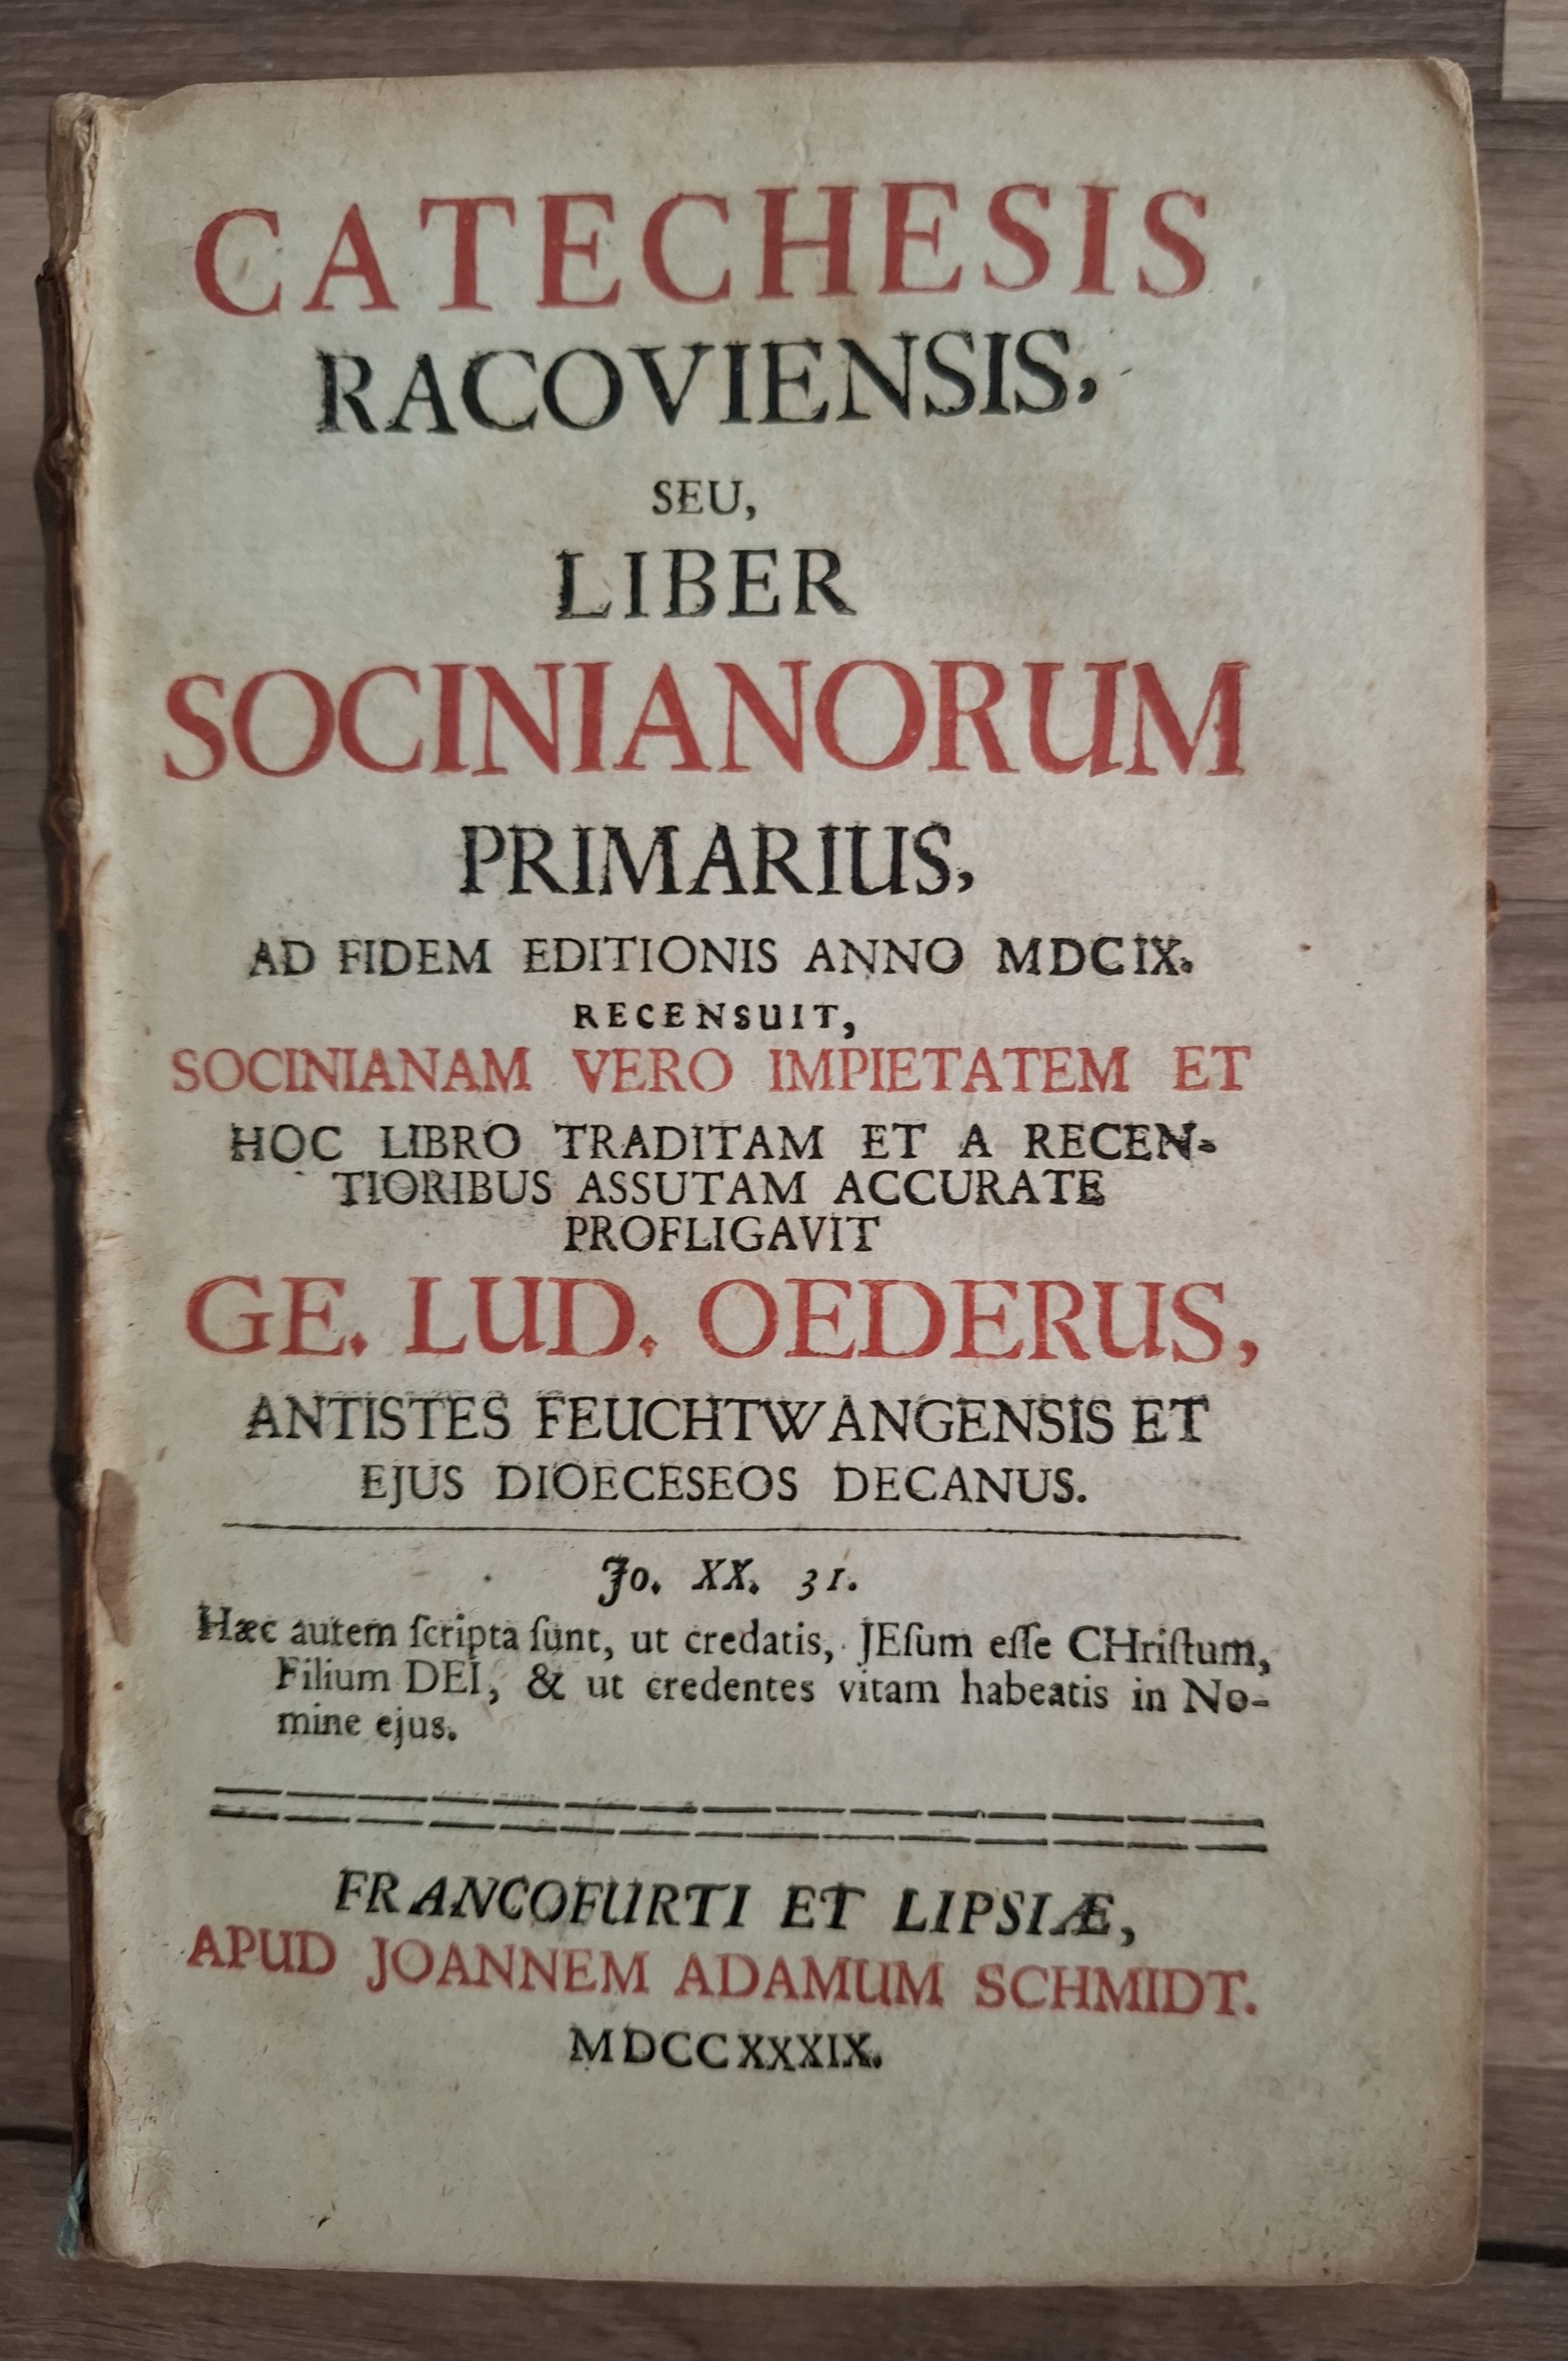 CATECHESIS
RACOVIENSIS,
SEU,
LIBER
SOCINIANORUM
PRIMARIUS,
AD FIDEM EDITIONIS ANNO MDCIX.
RECENSUIT,
SOCINIANAM VERO IMPIETATEM ET
HOC LIBRO TRADITAM ET A RECEN-
TIORIBUS ASSUTAM ACCURATE
PROFLIGAVIT
GE. LUD. OEDERUS,
ANTISTES FEUCHTWANGENSIS ET
EJUS DIOECESEOS DECANUS.
Jo. XX. 31.
Hæc autem ſcripta ſunt, ut credatis, JEſum eſſe CHriſtum,
Filium DEI, & ut credentes vitam habeatis in No-
mine ejus.
FRANCOFURTI ET LIPSIÆ,
APUD JOANNEM ADAMUM SCHMIDT.
MDCCXXXIX.